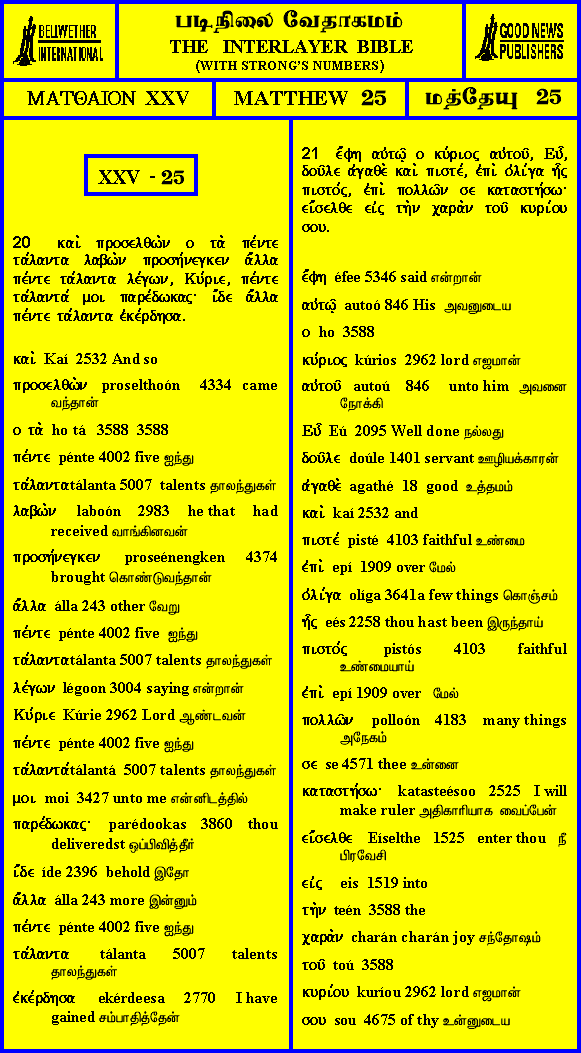 BELLWETHER
INTERNATIONAL
படிநிலை வேதாகமம்
THE INTERLAYER BIBLE
(WITH STRONG'S NUMBERS)
GOOD NEWS
PUBLISHERS
ΜΑΤΘΑΙΟΝ XXV
MATTHEW 25
மத்தேயு 25
XXV - 25
20 καὶ προσελθὼν ο τὰ πέντε
τάλαντα λαβὼν προσήνεγκεν ἄλλα
πέντε τάλαντα λέγων, Κύριε, πέντε
τάλαντά μοι παρέδωκας· ἴδε ἄλλα
πέντε τάλαντα ἐκέρδησα.
καὶ Kaí 2532 And so
προσελθὼν proselthoón 4334 came
வந்தான்
ο τὰ ho tá 3588 3588
πέντε pénte 4002 five ஐந்து
τάλανταtálanta 5007 talents தாலந்துகள்
λαβὼν laboón 2983 he that had
received வாங்கினவன்
προσήνεγκεν proseénengken 4374
brought கொண்டுவந்தான்
ἄλλα álla 243 other வேறு
πέντε pénte 4002 five ஐந்து
τάλανταtálanta 5007 talents தாலந்துகள்
λέγων légoon 3004 saying என்றான்
Κύριε Kúrie 2962 Lord ஆண்டவன்
πέντε pénte 4002 five ஐந்து
τάλαντάtálantá 5007 talents தாலந்துகள்
μοι moi 3427 unto me என்னிடத்தில்
παρέδωκας· parédookas 3860 thou
deliveredst ஒப்பிவித்தீர்
ἴδε íde 2396 behold இதோ
ἄλλα álla 243 more இன்னும்
πέντε pénte 4002 five ஐந்து
τάλαντα tálanta 5007 talents
தாலந்துகள்
ἐκέρδησα ekérdeesa 2770 I have
gained சம்பாதித்தேன்
21 ἔφη αὐτῷ ο κύριος αὐτοῦ, Εὖ,
δοῦλε ἀγαθὲ καὶ πιστέ, ἐπὶ ὀλίγα ἦς
πιστός, ἐπὶ πολλῶν σε καταστήσω·
εἴσελθε εἰς τὴν χαρὰν τοῦ κυρίου
σου.
ἔφη éfee 5346 said என்றான்
αὐτῷ autoó 846 His அவனுடைய
ο ho 3588
κύριος kúrios 2962 lord எஜமான்
αὐτοῦ autoú 846 unto him அவனை
நோக்கி
Εὖ Eú 2095 Well done நல்லது
δοῦλε doúle 1401 servant ஊழியக்காரன்
ἀγαθὲ agathé 18 good உத்தமம்
καὶ kaí 2532 and
πιστέ pisté 4103 faithful உண்மை
ἐπὶ epí 1909 over மேல்
ὀλίγα olíga 3641a few things கொஞ்சம்
ἦς eés 2258 thou hast been இருந்தாய்
πιστός pistós 4103 faithful
உண்மையாய்
ἐπὶ epí 1909 over மேல்
πολλῶν polloón 4183 many things
அநேகம்
σε se 4571 thee உன்னை
καταστήσω· katasteésoo 2525 I will
make ruler அதிகாரியாக வைப்பேன்
εἴσελθε Eíselthe 1525 enter thou நீ
பிரவேசி
εἰς eis 1519 into
τὴν teén 3588 the
χαρὰν charán charán joy சந்தோஷம்
τοῦ toú 3588
κυρίου kuríou 2962 lord எஜமான்
σου sou 4675 of thy உன்னுடைய